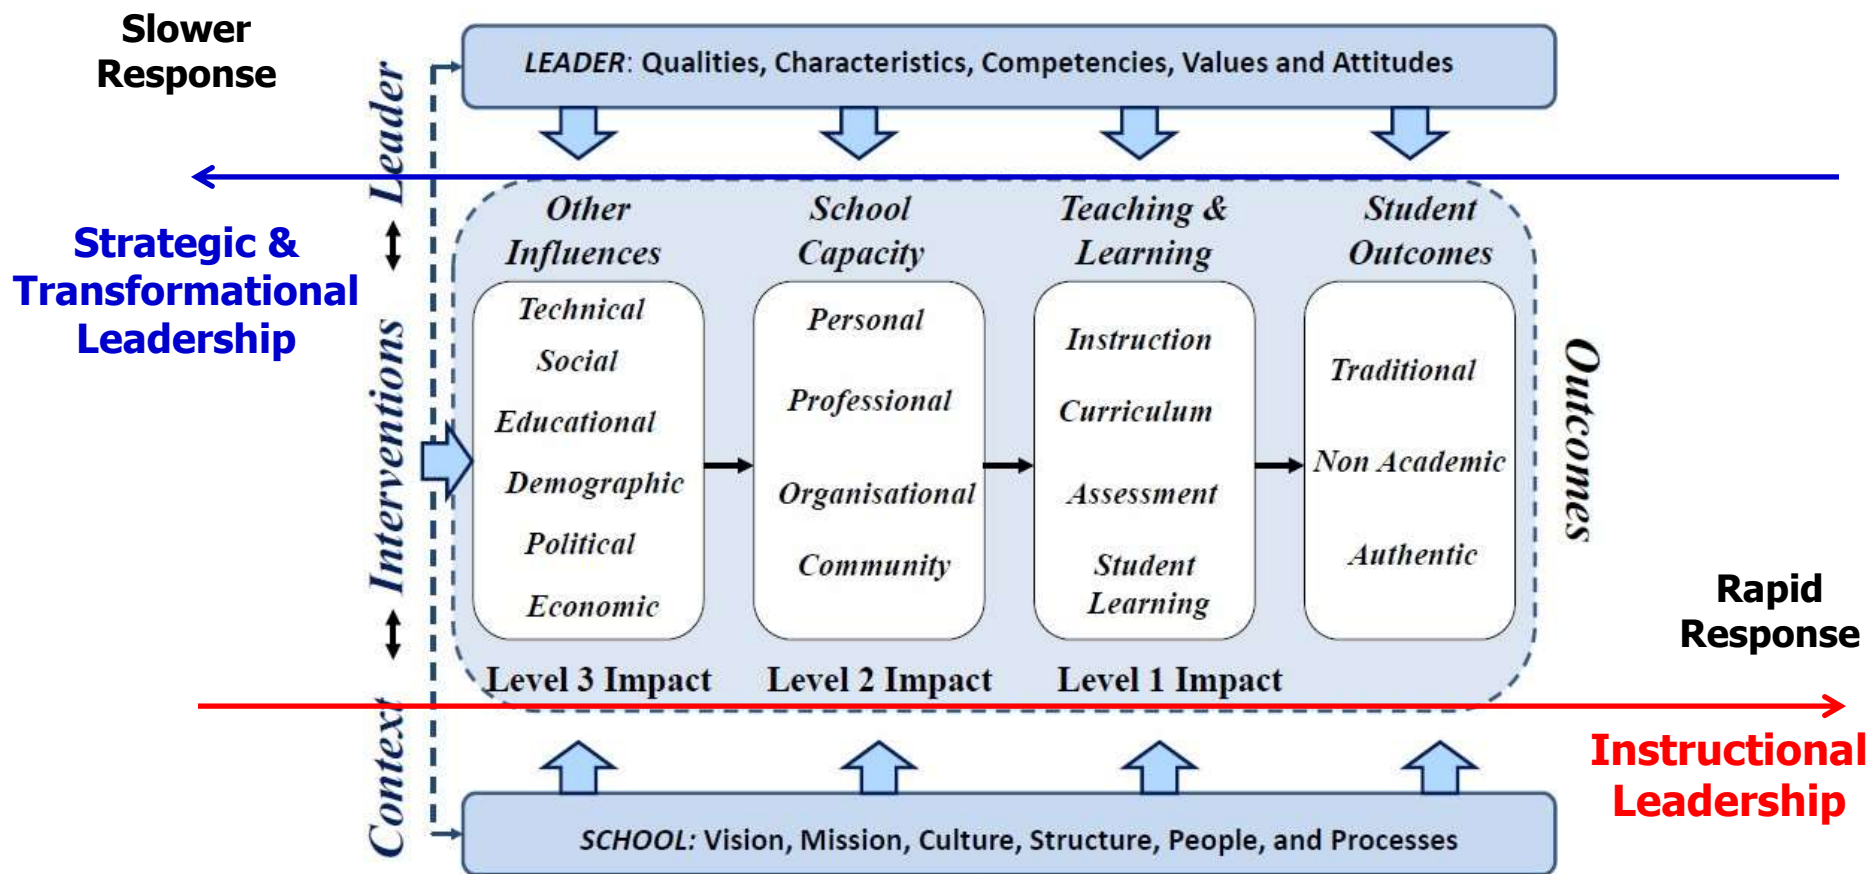 Slower
Response
LEADER: Qualities, Characteristics, Competencies, Values and Attitudes
Leader
Interventions
Context
Strategic &
Transformational
Leadership
Other
Influences
Technical
Social
Educational
Demographic
Political
Economic
Level 3 Impact
School
Capacity
Personal
Professional
Organisational
Community
Level 2 Impact
Teaching &
Learning
Instruction
Curriculum
Assessment
Student
Learning
Level 1 Impact
Student
Outcomes
Traditional
Non Academic
Authentic
Outcomes
Rapid
Response
Instructional
Leadership
SCHOOL: Vision, Mission, Culture, Structure, People, and Processes